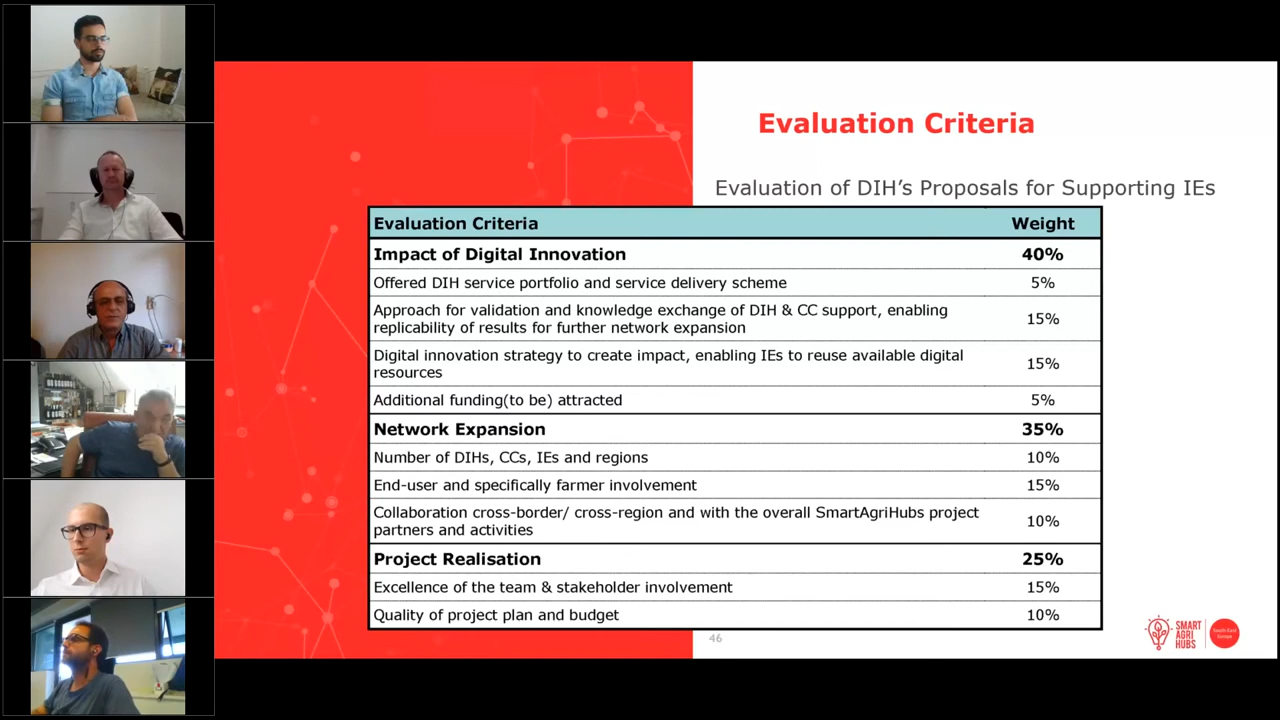 Evaluation Criteria
Evaluation of DIH's Proposals for Supporting IEs
Evaluation Criteria Weight
Impact of Digital Innovation 40%
Offered DIH service portfolio and service delivery scheme 5%
Approach for validation and knowledge exchange of DIH & CC support, enabling
replicability of results for further network expansion 15%
Digital innovation strategy to create impact, enabling IEs to reuse available digital
resources 15%
Additional funding(to be) attracted 5%
Network Expansion 35%
Number of DIHs, CCs, IEs and regions 10%
End-user and specifically farmer involvement 15%
Collaboration cross-border/ cross-region and with the overall SmartAgriHubs project
partners and activities 10%
Project Realisation 25%
Excellence of the team & stakeholder involvement 15%
Quality of project plan and budget 10%
46
SMART
AGRI
HUBS
South East
Europe